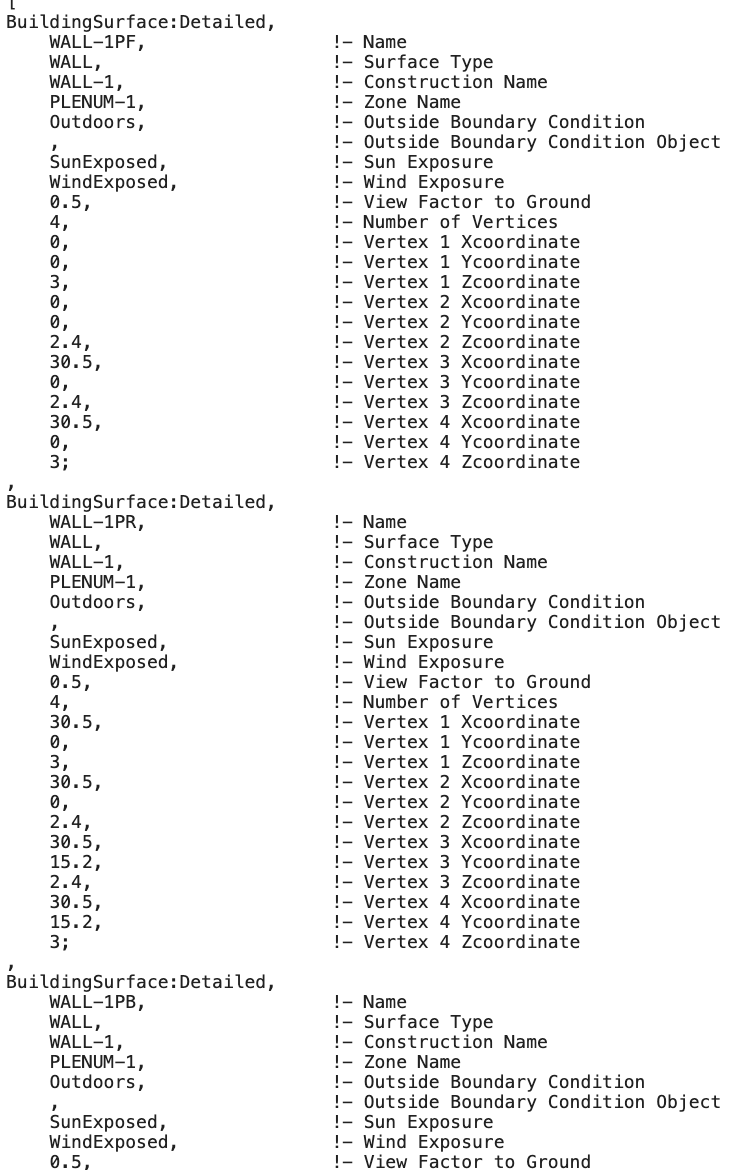 [
BuildingSurface:Detailed,
    WALL-1PF,                 !- Name
    WALL,                     !- Surface Type
    WALL-1,                   !- Construction Name
    PLENUM-1,                 !- Zone Name
    Outdoors,                 !- Outside Boundary Condition
    ,                         !- Outside Boundary Condition Object
    SunExposed,               !- Sun Exposure
    WindExposed,              !- Wind Exposure
    0.5,                      !- View Factor to Ground
    4,                        !- Number of Vertices
    0,                        !- Vertex 1 Xcoordinate
    0,                        !- Vertex 1 Ycoordinate
    3,                        !- Vertex 1 Zcoordinate
    0,                        !- Vertex 2 Xcoordinate
    0,                        !- Vertex 2 Ycoordinate
    2.4,                      !- Vertex 2 Zcoordinate
    30.5,                     !- Vertex 3 Xcoordinate
    0,                        !- Vertex 3 Ycoordinate
    2.4,                      !- Vertex 3 Zcoordinate
    30.5,                     !- Vertex 4 Xcoordinate
    0,                        !- Vertex 4 Ycoordinate
    3;                        !- Vertex 4 Zcoordinate
,
BuildingSurface:Detailed,
    WALL-1PR,                 !- Name
    WALL,                     !- Surface Type
    WALL-1,                   !- Construction Name
    PLENUM-1,                 !- Zone Name
    Outdoors,                 !- Outside Boundary Condition
    ,                         !- Outside Boundary Condition Object
    SunExposed,               !- Sun Exposure
    WindExposed,              !- Wind Exposure
    0.5,                      !- View Factor to Ground
    4,                        !- Number of Vertices
    30.5,                     !- Vertex 1 Xcoordinate
    0,                        !- Vertex 1 Ycoordinate
    3,                        !- Vertex 1 Zcoordinate
    30.5,                     !- Vertex 2 Xcoordinate
    0,                        !- Vertex 2 Ycoordinate
    2.4,                      !- Vertex 2 Zcoordinate
    30.5,                     !- Vertex 3 Xcoordinate
    15.2,                     !- Vertex 3 Ycoordinate
    2.4,                      !- Vertex 3 Zcoordinate
    30.5,                     !- Vertex 4 Xcoordinate
    15.2,                     !- Vertex 4 Ycoordinate
    3;                        !- Vertex 4 Zcoordinate
,
BuildingSurface:Detailed,
    WALL-1PB,                 !- Name
    WALL,                     !- Surface Type
    WALL-1,                   !- Construction Name
    PLENUM-1,                 !- Zone Name
    Outdoors,                 !- Outside Boundary Condition
    ,                         !- Outside Boundary Condition Object
    SunExposed,               !- Sun Exposure
    WindExposed,              !- Wind Exposure
    0.5,                      !- View Factor to Ground